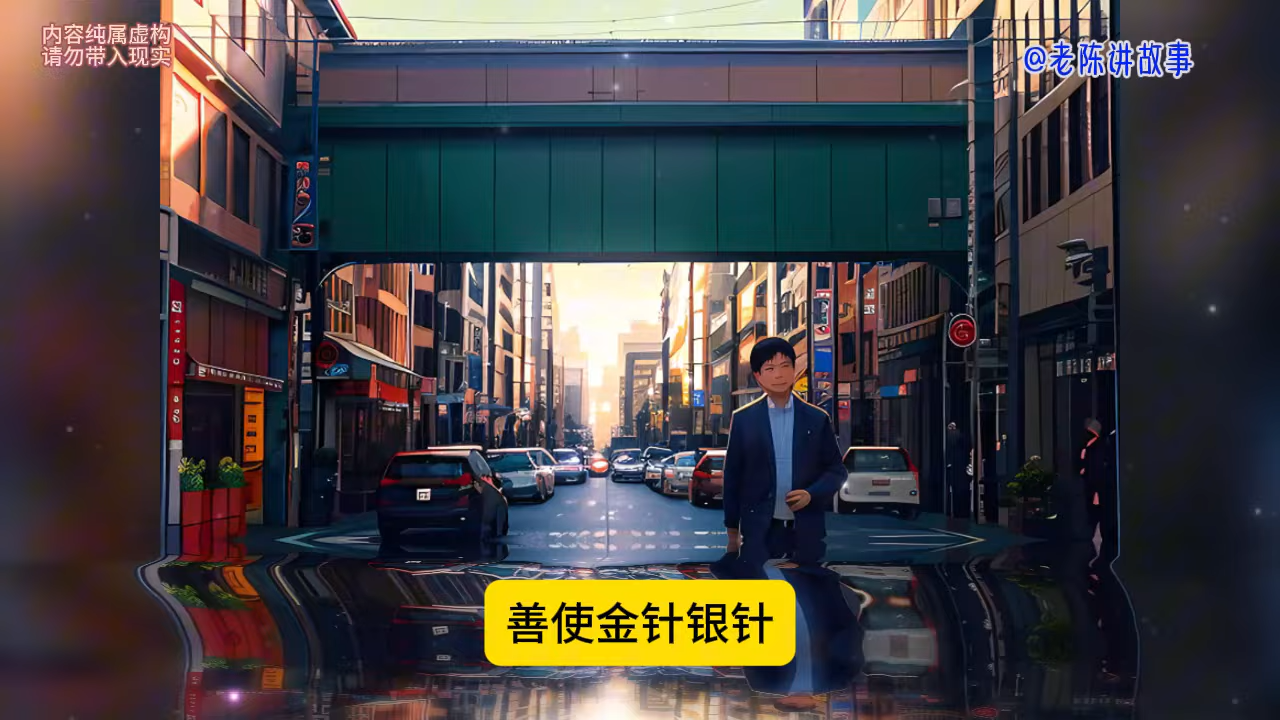 内容纯属虚构
请勿带入现实
@老陈讲故事
善使金针银针